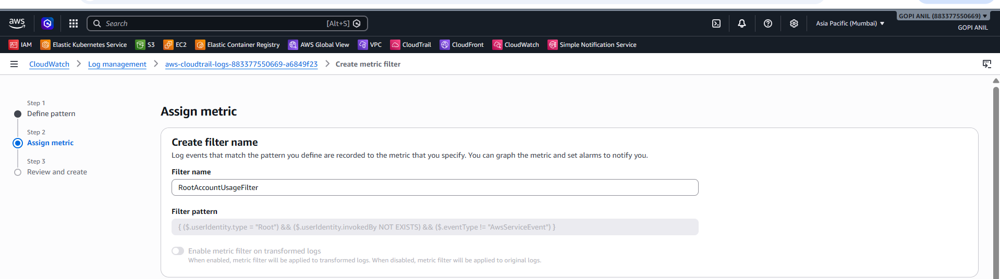 aws
Search
[Alt+S]
Asia Pacific (Mumbai) ▼
GOPI ANIL (883377550669) ▼
GOPI ANIL
IAM
Elastic Kubernetes Service
S3
EC2
Elastic Container Registry
AWS Global View
VPC
CloudTrail
CloudFront
CloudWatch
Simple Notification Service
CloudWatch > Log management > aws-cloudtrail-logs-883377550669-a6849f23 > Create metric filter
Step 1
Define pattern
Step 2
Assign metric
Step 3
Review and create
Assign metric
Create filter name
Log events that match the pattern you define are recorded to the metric that you specify. You can graph the metric and set alarms to notify you.
Filter name
RootAccountUsageFilter
Filter pattern
{ ($.userIdentity.type = "Root") && ($.userIdentity.invokedBy NOT EXISTS) && ($.eventType != "AwsServiceEvent") }
Enable metric filter on transformed logs
When enabled, metric filter will be applied to transformed logs. When disabled, metric filter will be applied to original logs.